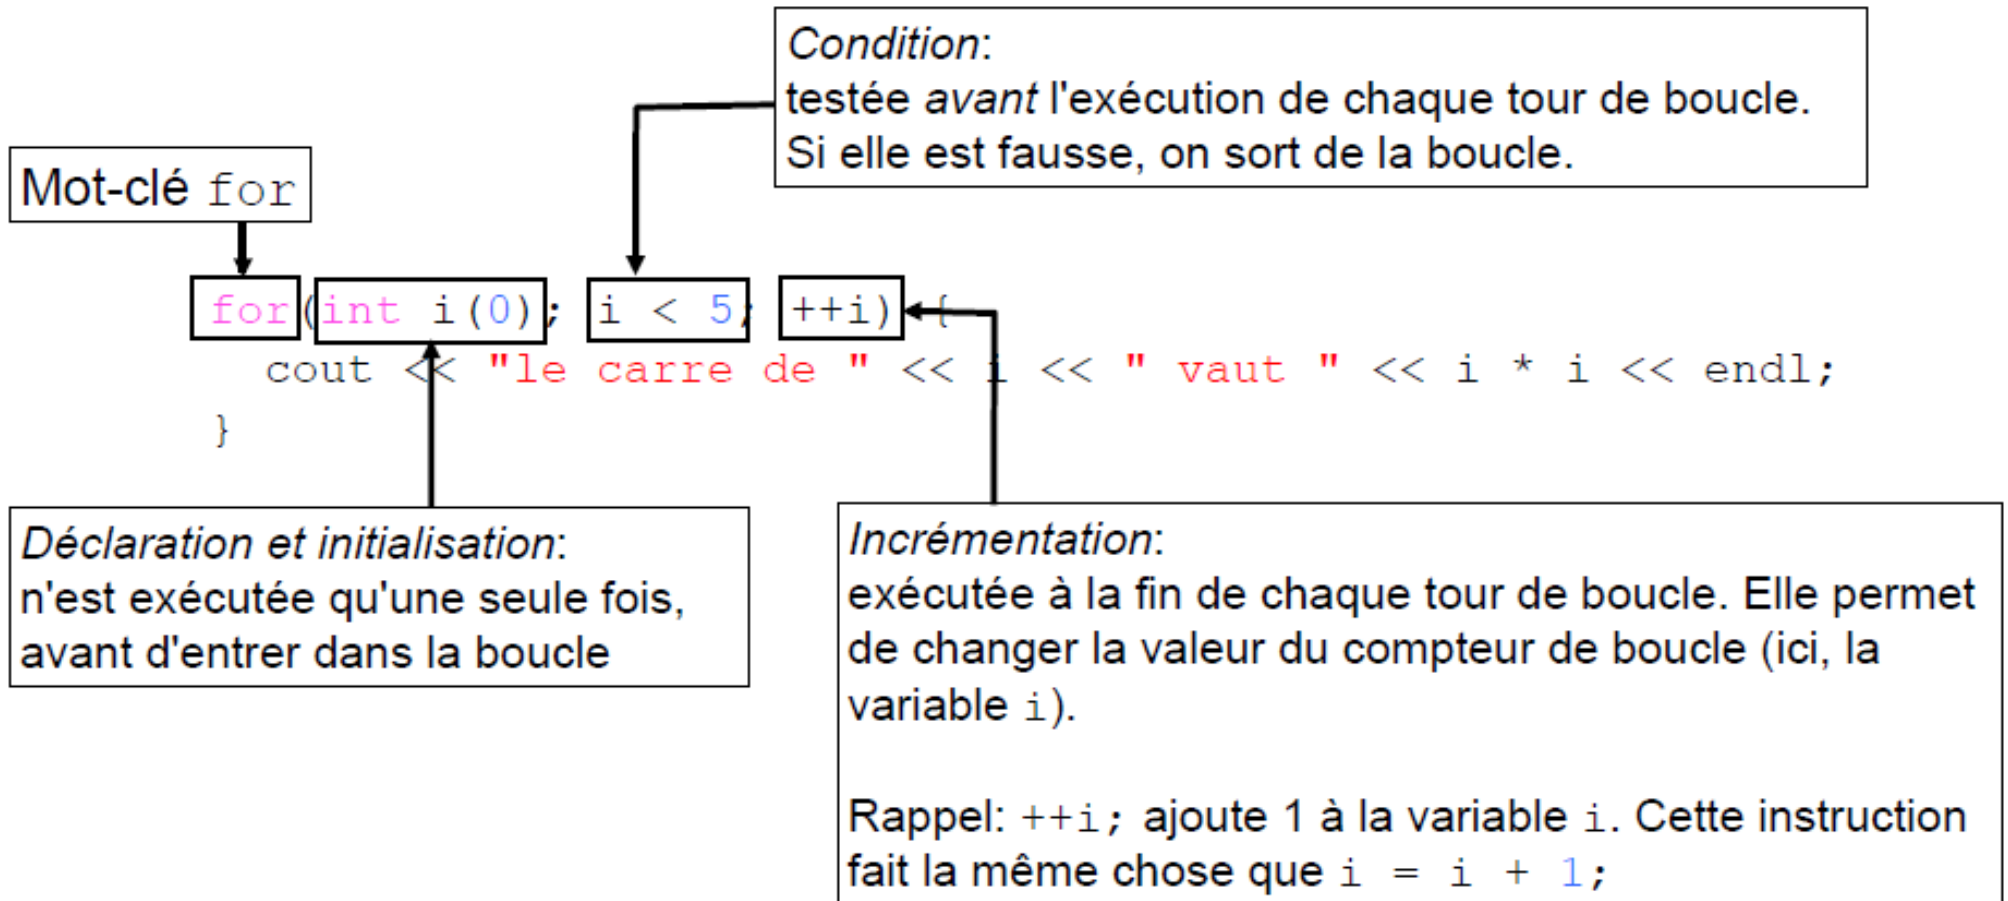 Condition:
testée avant l'exécution de chaque tour de boucle.
Si elle est fausse, on sort de la boucle.
Mot-clé for
for(int i(0); i < 5; ++i) {
cout << "le carre de " << i << " vaut " << i * i << endl;
}
Déclaration et initialisation:
n'est exécutée qu'une seule fois,
avant d'entrer dans la boucle
Incrémentation:
exécutée à la fin de chaque tour de boucle. Elle permet
de changer la valeur du compteur de boucle (ici, la
variable i).
Rappel: ++i; ajoute 1 à la variable i. Cette instruction
fait la même chose que i = i + 1;